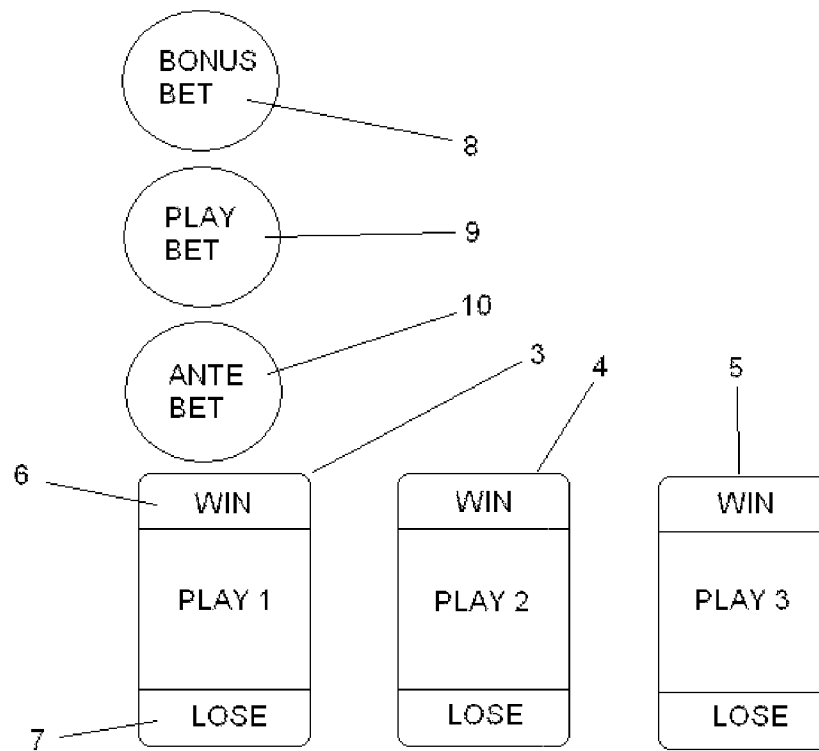 BONUS
BET
8
PLAY
BET
9
10
ANTE
BET
3
4
5
6
WIN
WIN
WIN
PLAY 1
PLAY 2
PLAY 3
7
LOSE
LOSE
LOSE